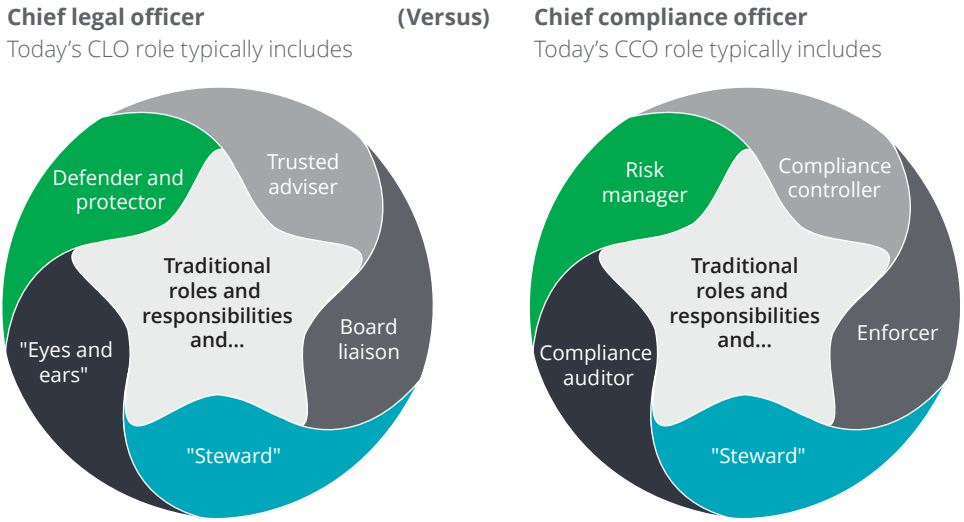 Chief legal officer
(Versus)
Chief compliance officer
Today's CLO role typically includes
Today's CCO role typically includes
Defender and
protector
Trusted
adviser
Traditional
roles and
responsibilities
and...
Board
liaison
"Eyes and
ears"
"Steward"
Risk
manager
Compliance
controller
Traditional
roles and
responsibilities
and...
Enforcer
Compliance
auditor
"Steward"